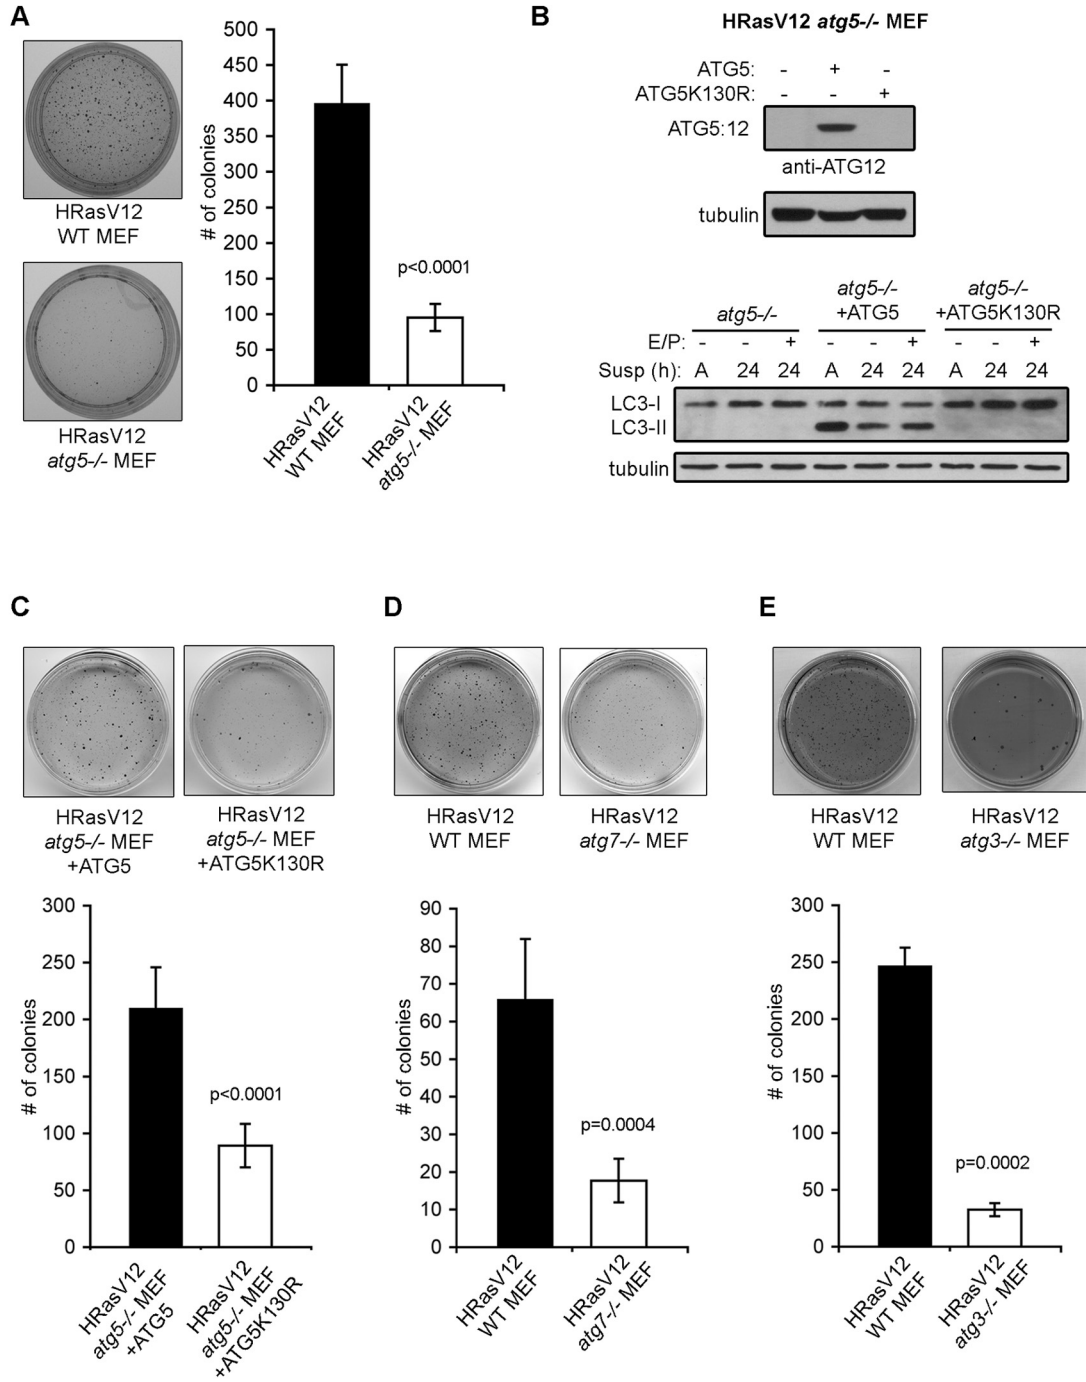 A
HRasV12
WT MEF
HRasV12
atg5-/- MEF
# of colonies
500
450
400
350
300
250
200
150
100
50
0
p<0.0001
HRasV12
WT MEF
HRasV12
atg5-/- MEF
B
HRasV12 atg5-/- MEF
ATG5: - + -
ATG5K130R: - - +
ATG5:12
anti-ATG12
tubulin
atg5-/-
atg5-/-
+ATG5
atg5-/-
+ATG5K130R
E/P: - - + - - + - - +
Susp (h): A 24 24 A 24 24 A 24 24
LC3-I
LC3-II
tubulin
C
HRasV12
atg5-/- MEF
+ATG5
HRasV12
atg5-/- MEF
+ATG5K130R
# of colonies
300
250
200
150
100
50
0
p<0.0001
HRasV12
atg5-/- MEF
+ATG5
HRasV12
atg5-/- MEF
+ATG5K130R
D
HRasV12
WT MEF
HRasV12
atg7-/- MEF
# of colonies
90
80
70
60
50
40
30
20
10
0
p=0.0004
HRasV12
WT MEF
HRasV12
atg7-/- MEF
E
HRasV12
WT MEF
HRasV12
atg3-/- MEF
# of colonies
300
250
200
150
100
50
0
p=0.0002
HRasV12
WT MEF
HRasV12
atg3-/- MEF